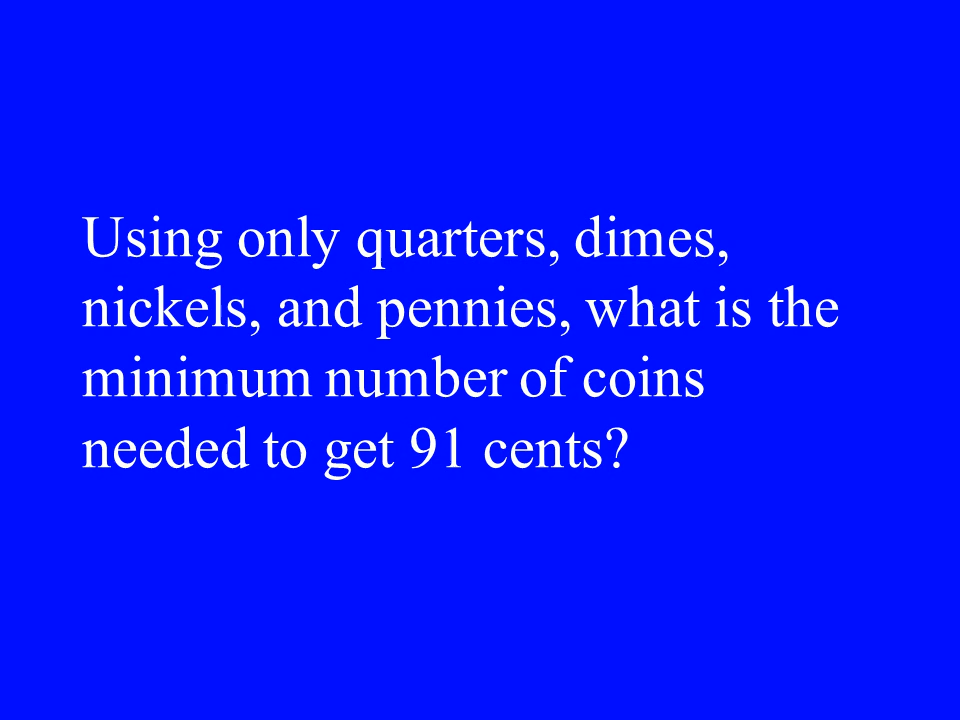 Using only quarters, dimes,
nickels, and pennies, what is the
minimum number of coins
needed to get 91 cents?